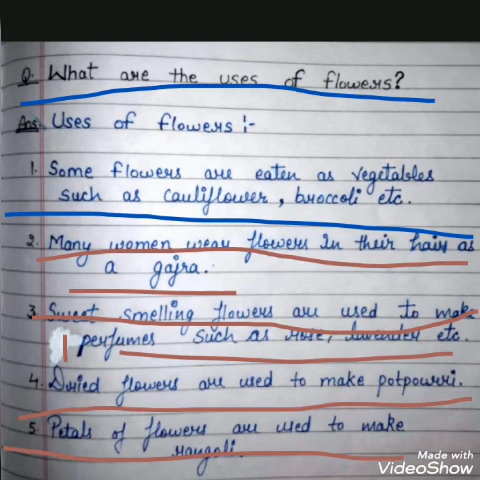 Q. What are the uses of flowers?
Ans. Uses of flowers :-
1. Some flowers are eaten as vegetables
such as cauliflower, broccoli etc.
2. Many women wear flowers in their hair as
a gajra.
3. Sweet smelling flowers are used to make
perfumes such as rose, lavender etc.
4. Dried flowers are used to make potpourri.
5. Petals of flowers are used to make
rangoli.
Made with
VideoShow